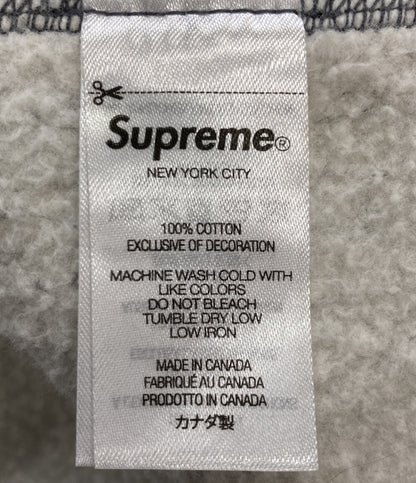 Supreme®
NEW YORK CITY
100% COTTON
EXCLUSIVE OF DECORATION
MACHINE WASH COLD WITH
LIKE COLORS
DO NOT BLEACH
TUMBLE DRY LOW
LOW IRON
MADE IN CANADA
FABRIQUÉ AU CANADA
PRODOTTO IN CANADA
カナダ製